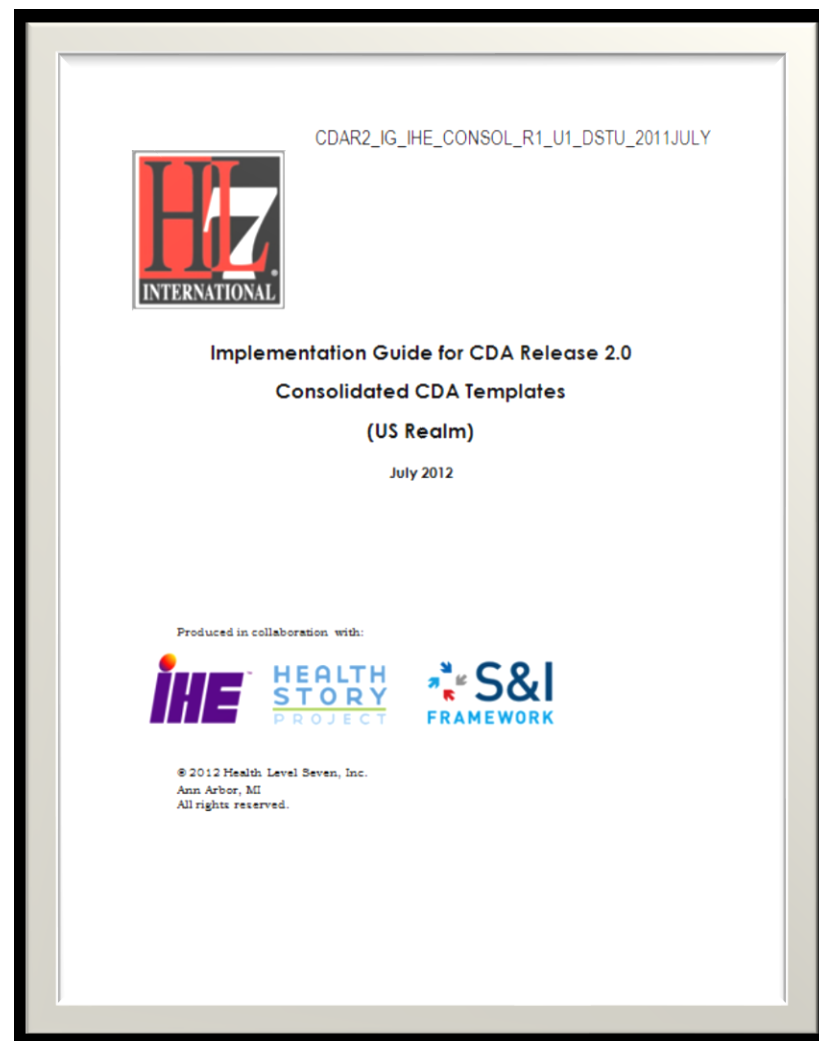 CDAR2_IG_IHE_CONSOL_R1_U1_DSTU_2011JULY
HL7®
INTERNATIONAL
Implementation Guide for CDA Release 2.0
Consolidated CDA Templates
(US Realm)
July 2012
Produced in collaboration with:
iHE™ HEALTH STORY PROJECT S&I FRAMEWORK
© 2012 Health Level Seven, Inc.
Ann Arbor, MI
All rights reserved.